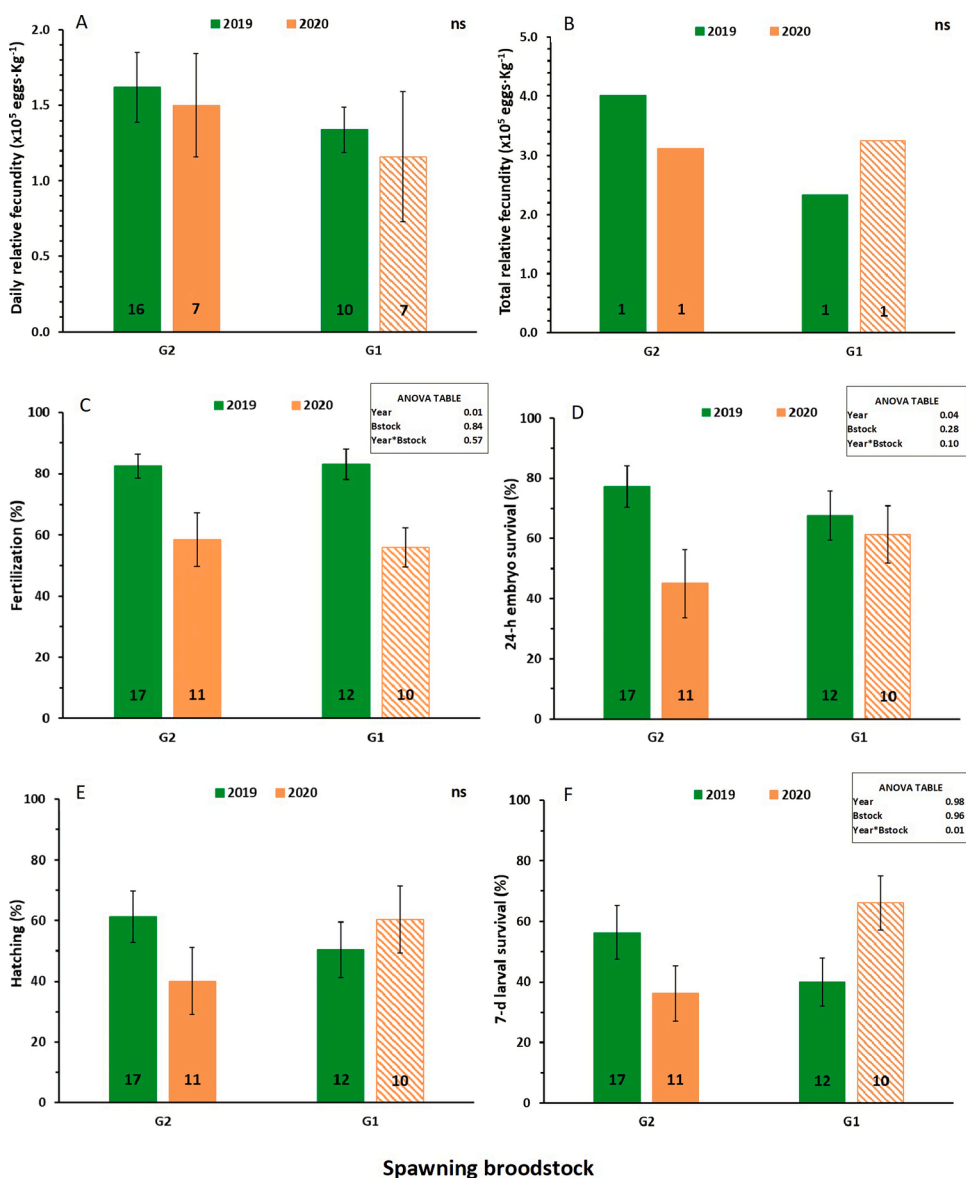 A
2019
2020
ns
Daily relative fecundity (x10⁵ eggs·Kg⁻¹)
2.0
1.5
1.0
0.5
0.0
16
7
10
7
G2
G1
B
2019
2020
ns
Total relative fecundity (x10⁵ eggs·Kg⁻¹)
5.0
4.0
3.0
2.0
1.0
0.0
1
1
1
1
G2
G1
C
2019
2020
ANOVA TABLE
Year 0.01
Bstock 0.84
Year*Bstock 0.57
Fertilization (%)
100
80
60
40
20
0
17
11
12
10
G2
G1
D
2019
2020
ANOVA TABLE
Year 0.04
Bstock 0.28
Year*Bstock 0.10
24-h embryo survival (%)
100
80
60
40
20
0
17
11
12
10
G2
G1
E
2019
2020
ns
Hatching (%)
100
80
60
40
20
0
17
11
12
10
G2
G1
F
2019
2020
ANOVA TABLE
Year 0.98
Bstock 0.96
Year*Bstock 0.01
7-d larval survival (%)
100
80
60
40
20
0
17
11
12
10
G2
G1
Spawning broodstock